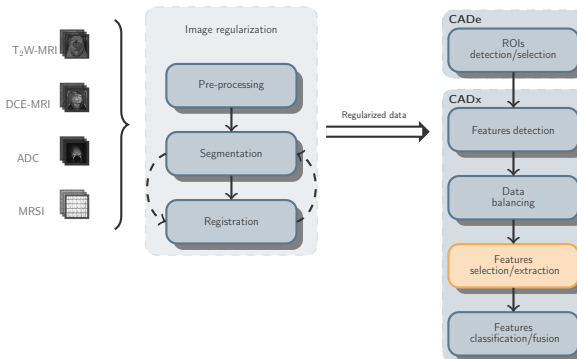 T₂W-MRI
DCE-MRI
ADC
MRSI
Image regularization
Pre-processing
Segmentation
Registration
Regularized data
CADe
ROIs
detection/selection
CADx
Features detection
Data
balancing
Features
selection/extraction
Features
classification/fusion